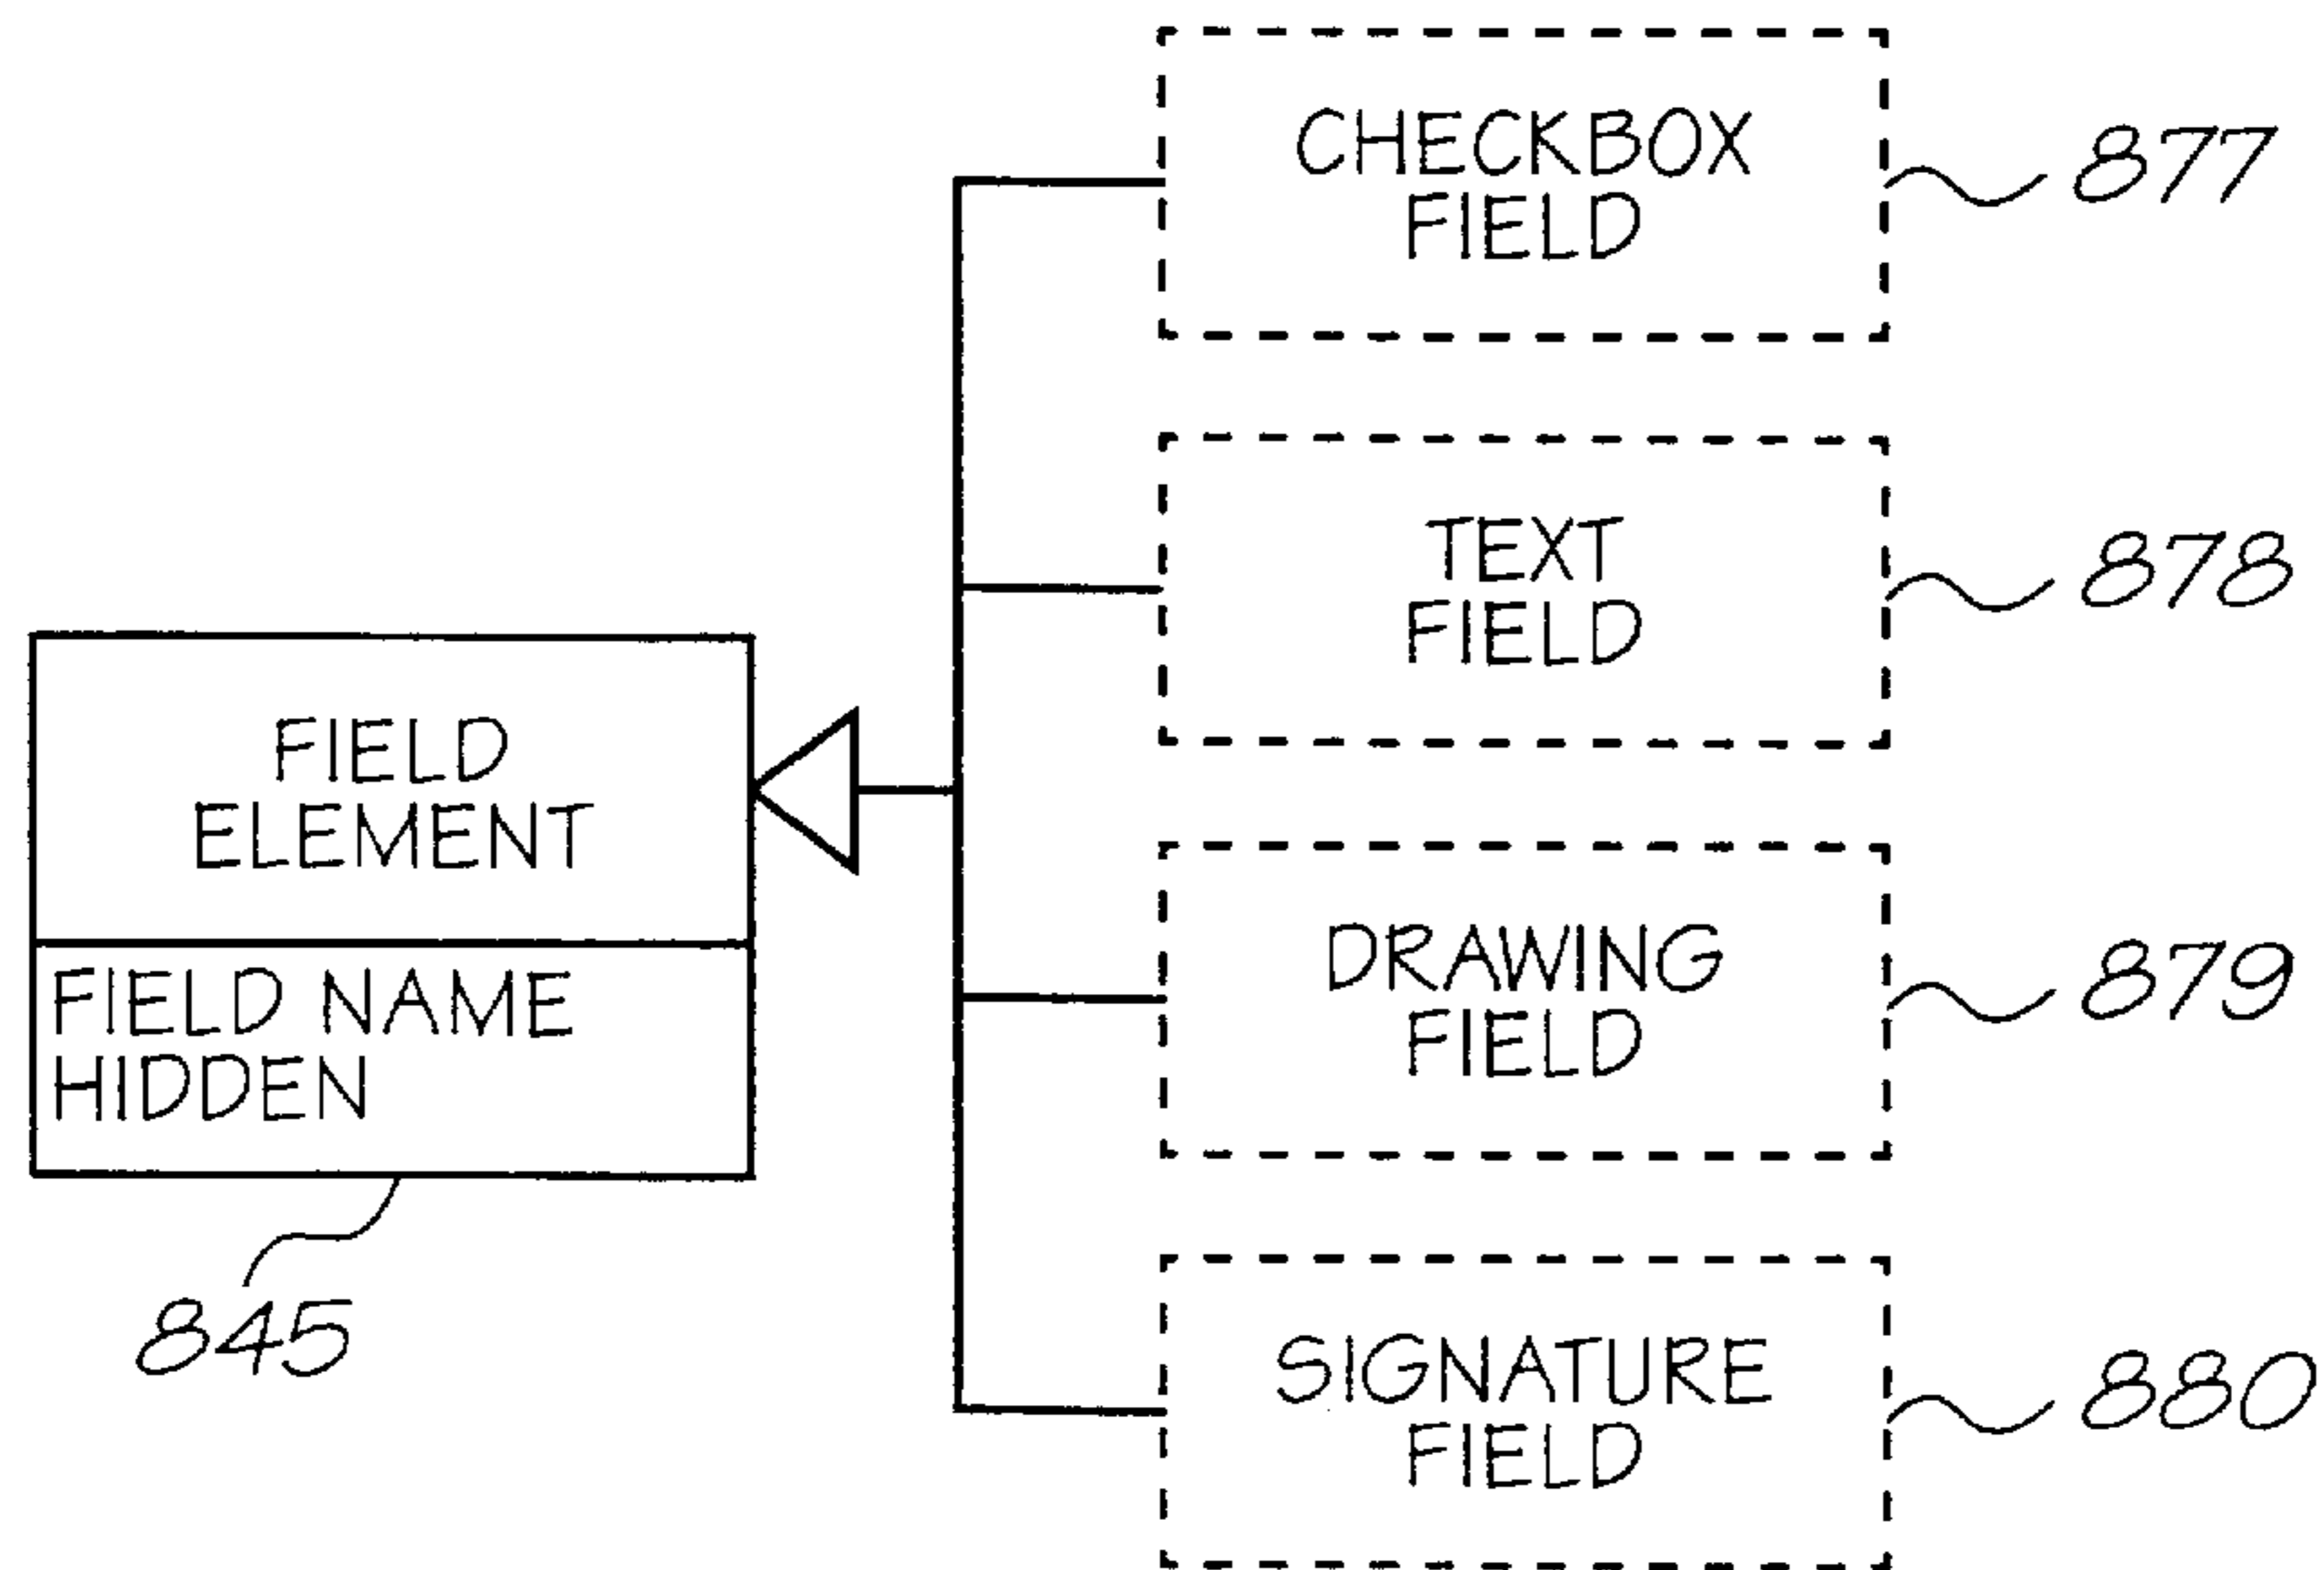 CHECKBOX
FIELD
877
TEXT
FIELD
878
FIELD
ELEMENT
FIELD NAME
HIDDEN
845
DRAWING
FIELD
879
SIGNATURE
FIELD
880